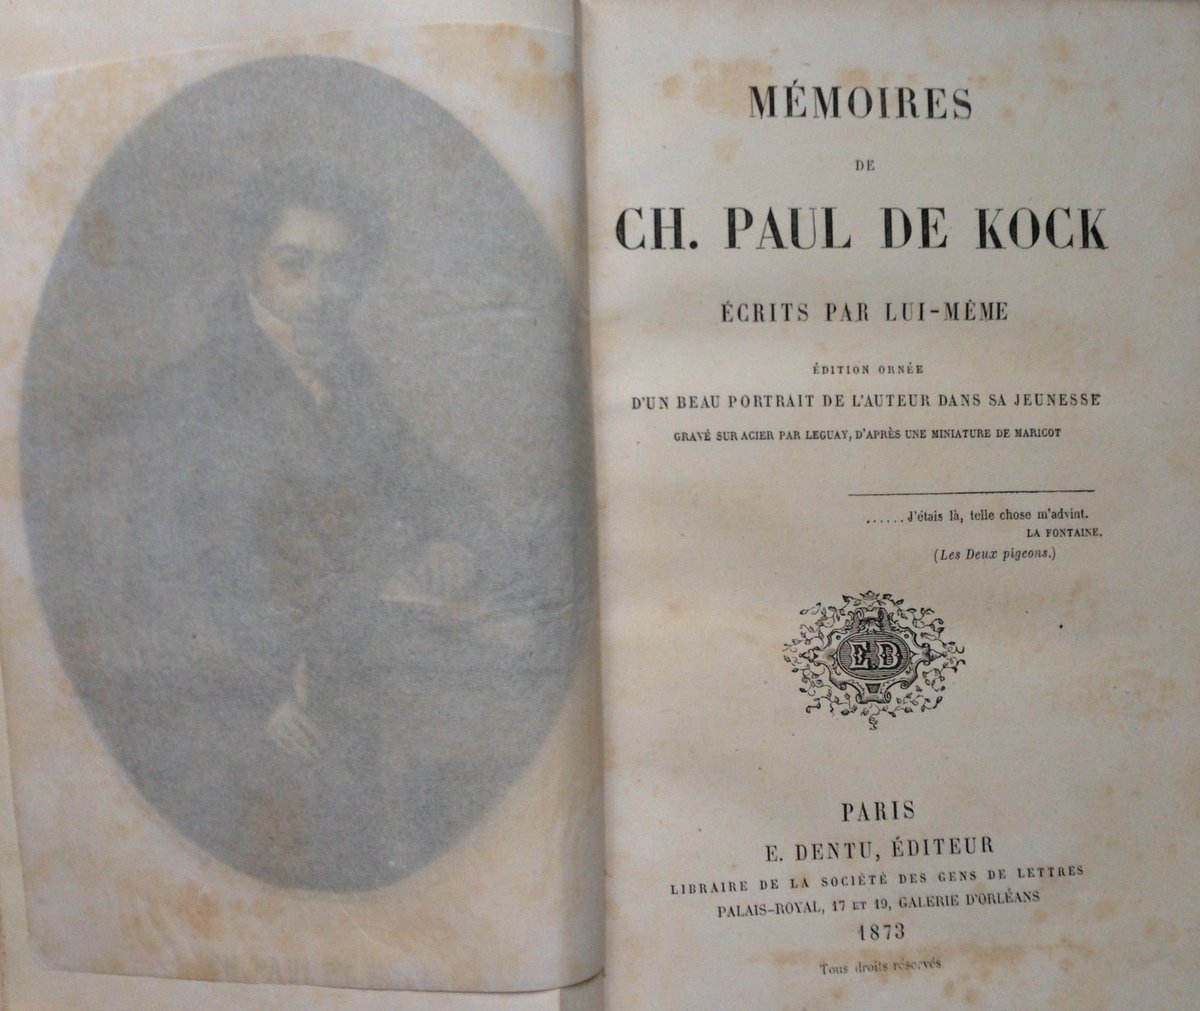 MÉMOIRES
DE
CH. PAUL DE KOCK
ÉCRITS PAR LUI-MÊME
ÉDITION ORNÉE
D'UN BEAU PORTRAIT DE L'AUTEUR DANS SA JEUNESSE
GRAVÉ SUR ACIER PAR LEGUAY, D'APRÈS UNE MINIATURE DE MARICOT
......J'étais là, telle chose m'advint.
LA FONTAINE.
(Les Deux pigeons.)
E.D
PARIS
E. DENTU, ÉDITEUR
LIBRAIRE DE LA SOCIÉTÉ DES GENS DE LETTRES
PALAIS-ROYAL, 17 ET 19, GALERIE D'ORLÉANS
1873
Tous droits réservés